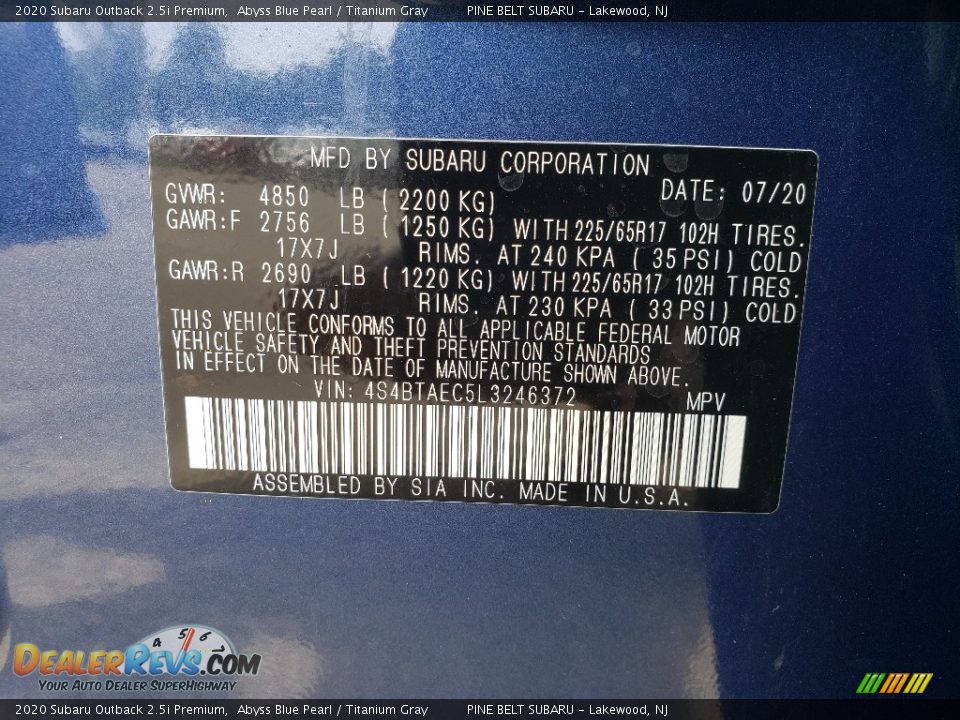 2020 Subaru Outback 2.5i Premium, Abyss Blue Pearl / Titanium Gray PINE BELT SUBARU - Lakewood, NJ
MFD BY SUBARU CORPORATION
GVWR: 4850 LB ( 2200 KG) DATE: 07/20
GAWR:F 2756 LB ( 1250 KG) WITH 225/65R17 102H TIRES.
17X7J RIMS. AT 240 KPA ( 35 PSI) COLD
GAWR:R 2690 LB ( 1220 KG) WITH 225/65R17 102H TIRES.
17X7J RIMS. AT 230 KPA ( 33 PSI) COLD
THIS VEHICLE CONFORMS TO ALL APPLICABLE FEDERAL MOTOR
VEHICLE SAFETY AND THEFT PREVENTION STANDARDS
IN EFFECT ON THE DATE OF MANUFACTURE SHOWN ABOVE.
VIN: 4S4BTAEC5L3246372 MPV
ASSEMBLED BY SIA INC. MADE IN U.S.A.
4 5 6
DEALERREVS.COM
YOUR AUTO DEALER SUPERHIGHWAY
2020 Subaru Outback 2.5i Premium, Abyss Blue Pearl / Titanium Gray PINE BELT SUBARU - Lakewood, NJ